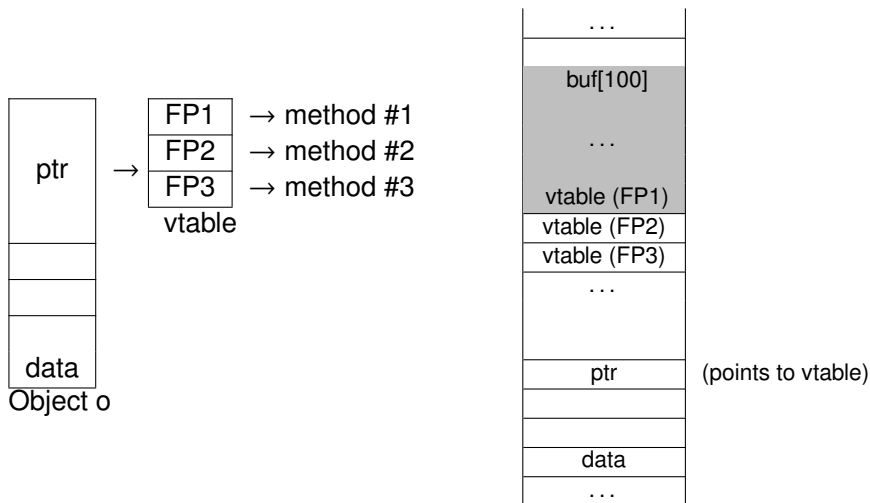 ptr
→
FP1 → method #1
FP2 → method #2
FP3 → method #3
vtable
data
Object o
. . .
buf[100]
. . .
vtable (FP1)
vtable (FP2)
vtable (FP3)
. . .
ptr (points to vtable)
data
. . .